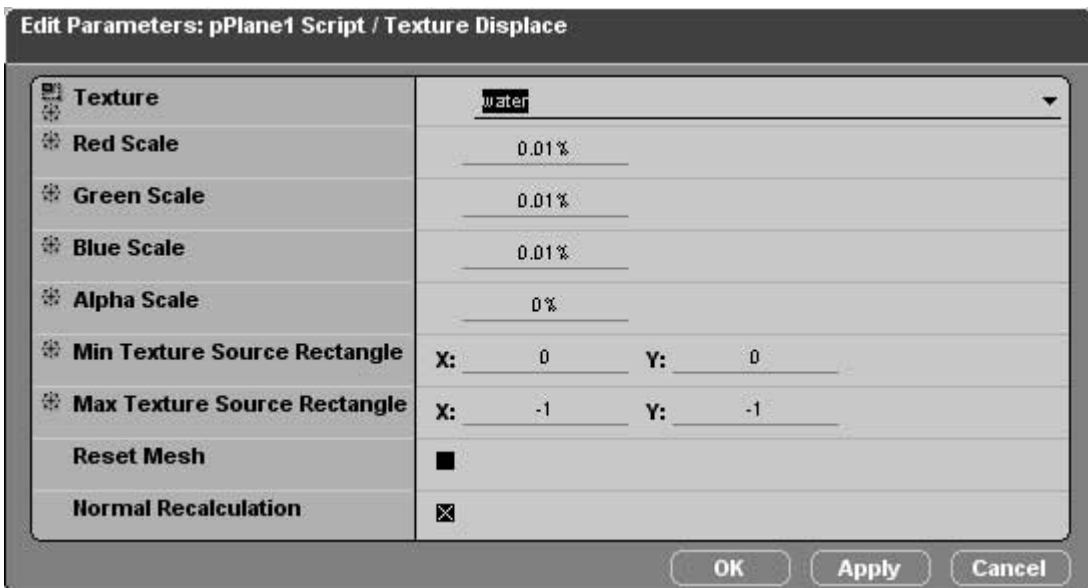 Edit Parameters: pPlane1 Script / Texture Displace
Texture water
Red Scale 0.01%
Green Scale 0.01%
Blue Scale 0.01%
Alpha Scale 0%
Min Texture Source Rectangle X: 0 Y: 0
Max Texture Source Rectangle X: -1 Y: -1
Reset Mesh
Normal Recalculation
OK Apply Cancel